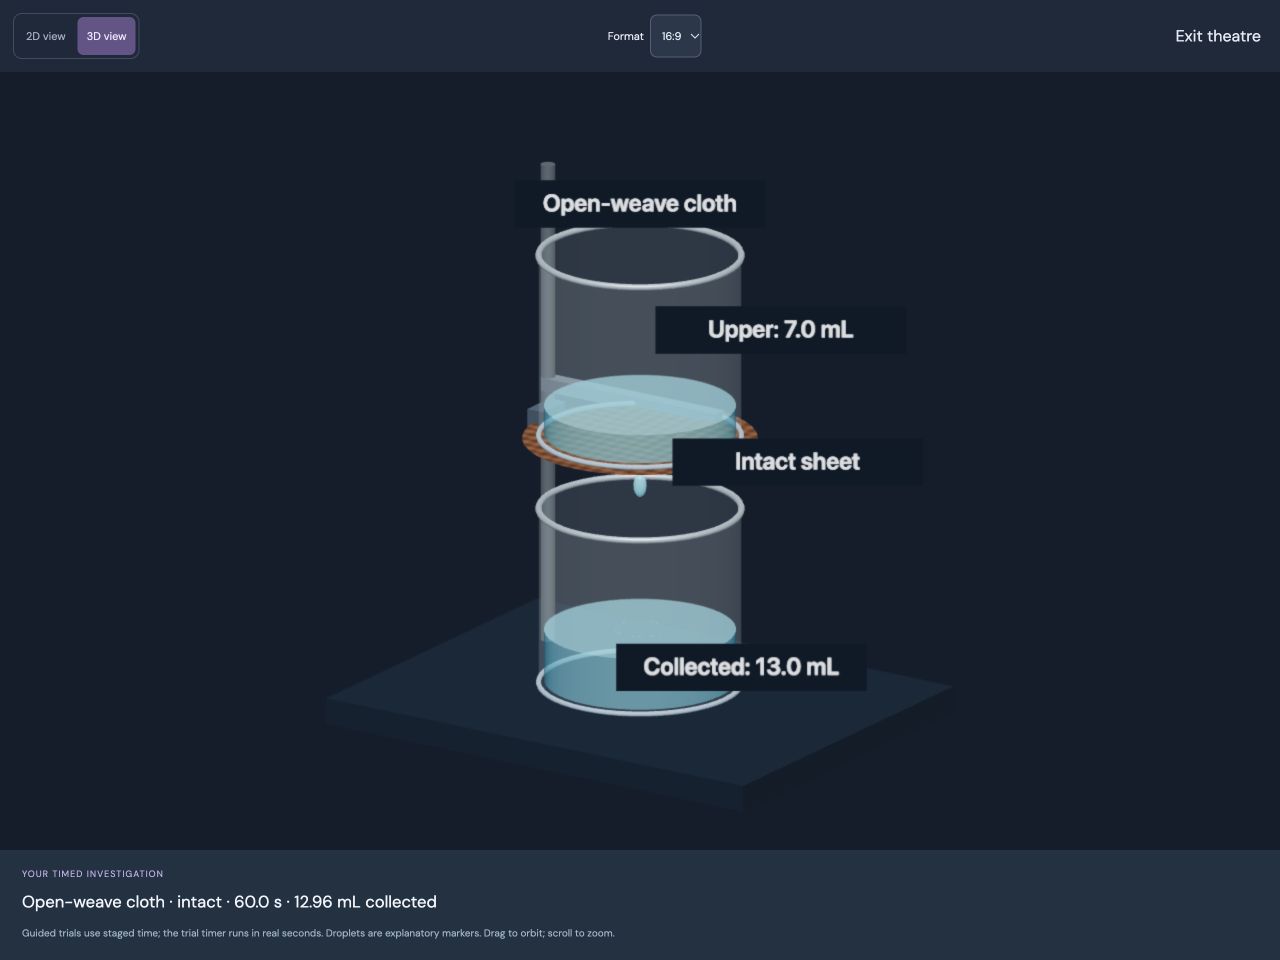 2D view
3D view
Format
16:9
Exit theatre
Open-weave cloth
Upper: 7.0 mL
Intact sheet
Collected: 13.0 mL
YOUR TIMED INVESTIGATION
Open-weave cloth · intact · 60.0 s · 12.96 mL collected
Guided trials use staged time; the trial timer runs in real seconds. Droplets are explanatory markers. Drag to orbit; scroll to zoom.